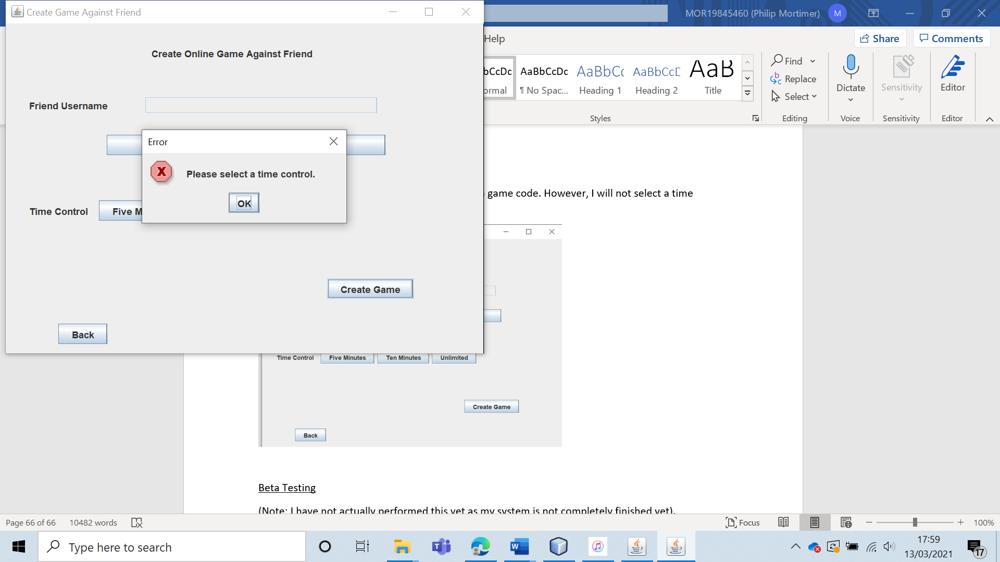 Create Game Against Friend
MOR19845460 (Philip Mortimer)
M
Help
Share
Comments
Create Online Game Against Friend
bCcDc
AaBbCcDc
AaBbCc
AaBbCcD
AaB
ormal
¶ No Spac...
Heading 1
Heading 2
Title
Styles
Find
Replace
Select
Editing
Dictate
Voice
Sensitivity
Sensitivity
Editor
Editor
Friend Username
Error
Please select a time control.
OK
Time Control
Five M
game code. However, I will not select a time
Create Game
Back
Time Control
Five Minutes
Ten Minutes
Unlimited
Create Game
Back
Beta Testing
(Note: I have not actually performed this yet as my system is not completely finished yet).
Page 66 of 66
10482 words
Focus
100%
Type here to search
17:59
13/03/2021
17